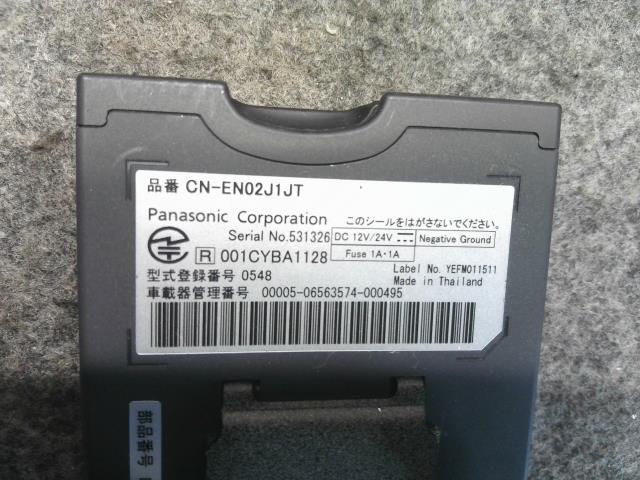 品番 CN-EN02J1JT
Panasonic Corporation
このシールをはがさないでください。
Serial No.531326
DC 12V/24V ⎓ Negative Ground
Fuse 1A･1A
R 001CYBA1128
Label No. YEFM011511
Made in Thailand
型式登録番号 0548
車載器管理番号 00005-06563574-000495
部品番号